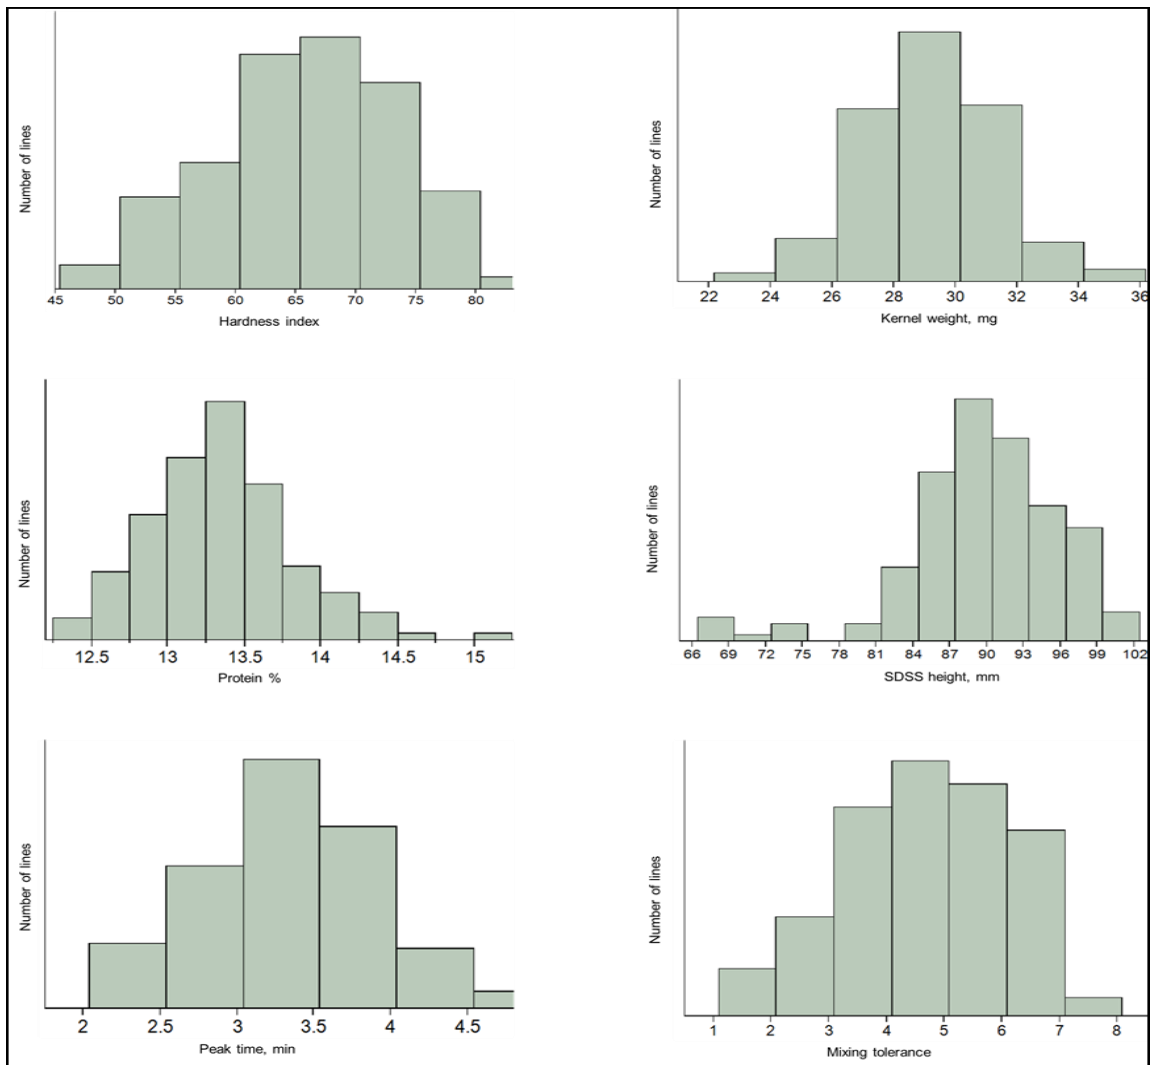 Number of lines
45 50 55 60 65 70 75 80
Hardness index
Number of lines
22 24 26 28 30 32 34 36
Kernel weight, mg
Number of lines
12.5 13 13.5 14 14.5 15
Protein %
Number of lines
66 69 72 75 78 81 84 87 90 93 96 99 102
SDSS height, mm
Number of lines
2 2.5 3 3.5 4 4.5
Peak time, min
Number of lines
1 2 3 4 5 6 7 8
Mixing tolerance